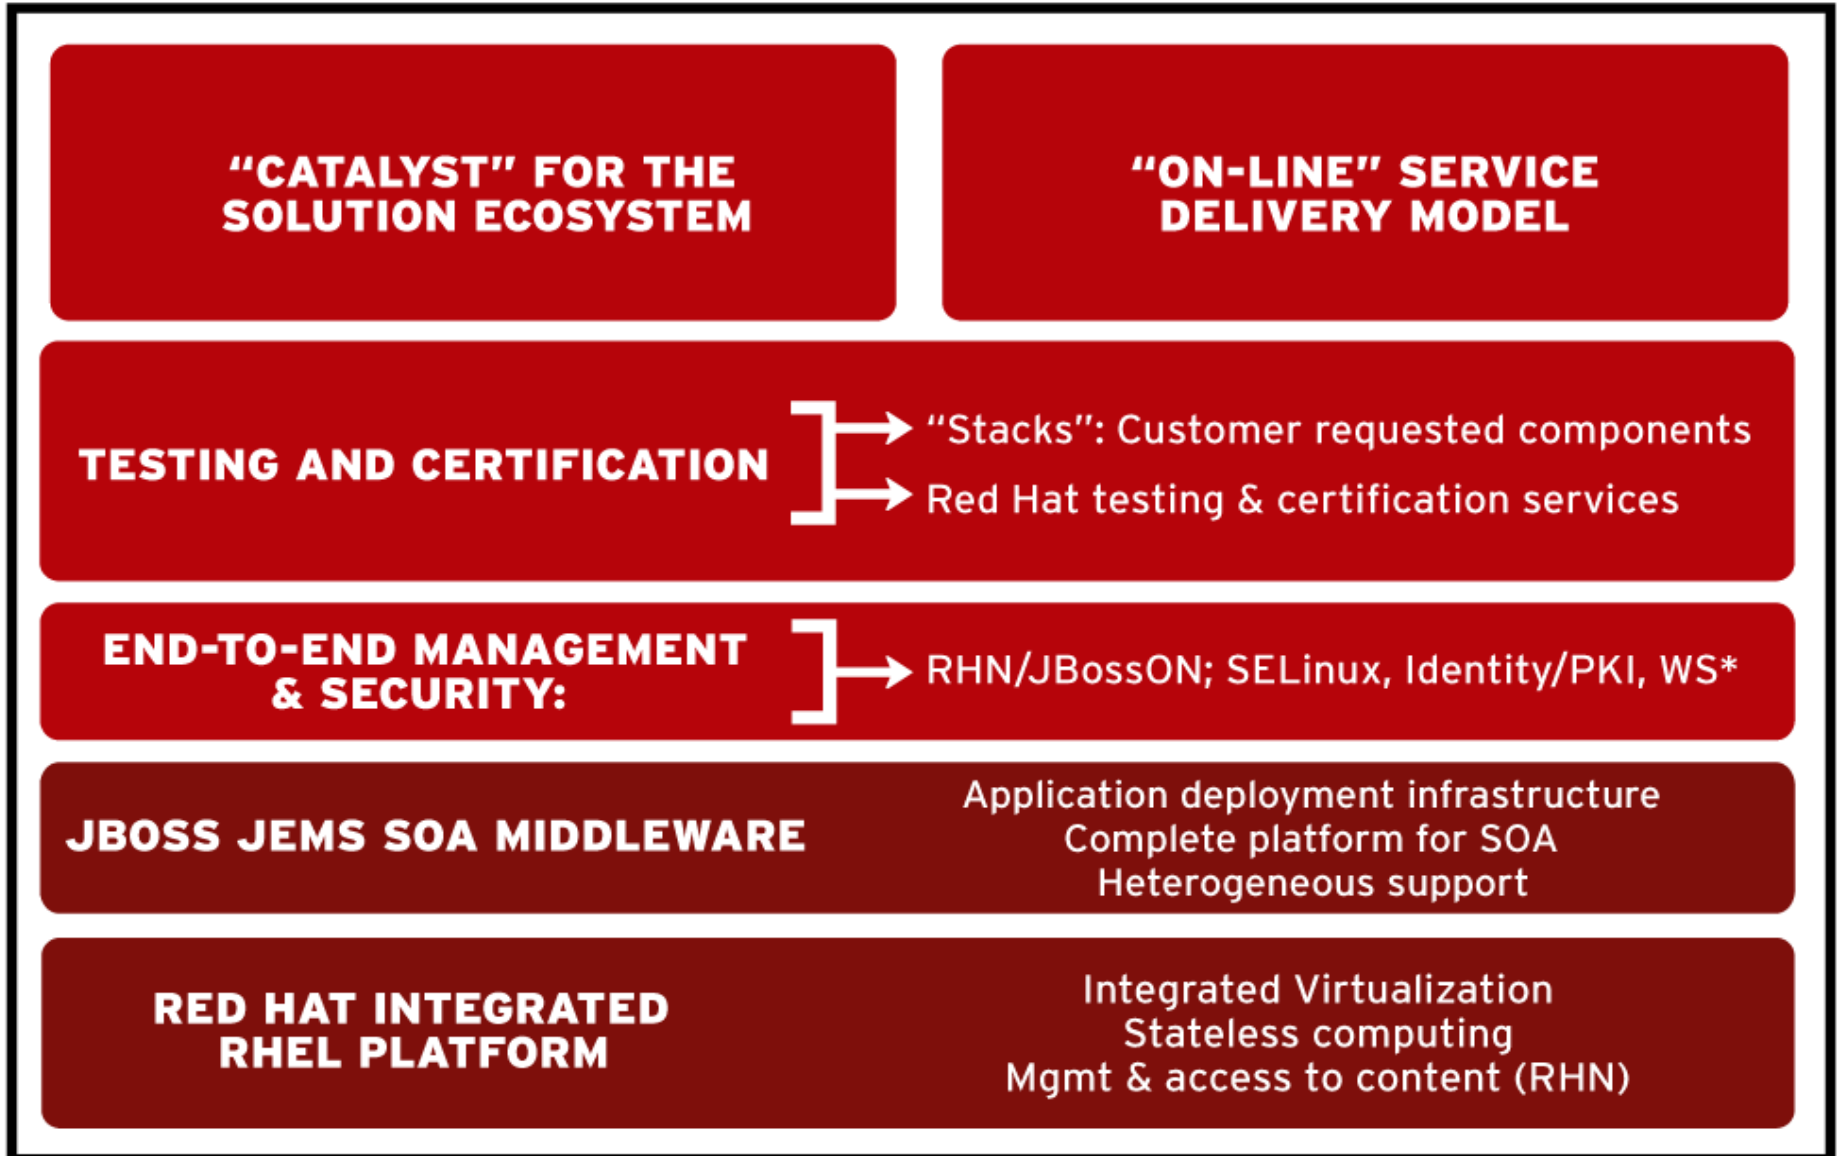 “CATALYST” FOR THE
SOLUTION ECOSYSTEM
“ON-LINE” SERVICE
DELIVERY MODEL
TESTING AND CERTIFICATION
“Stacks”: Customer requested components
Red Hat testing & certification services
END-TO-END MANAGEMENT
& SECURITY:
RHN/JBossON; SELinux, Identity/PKI, WS*
JBOSS JEMS SOA MIDDLEWARE
Application deployment infrastructure
Complete platform for SOA
Heterogeneous support
RED HAT INTEGRATED
RHEL PLATFORM
Integrated Virtualization
Stateless computing
Mgmt & access to content (RHN)